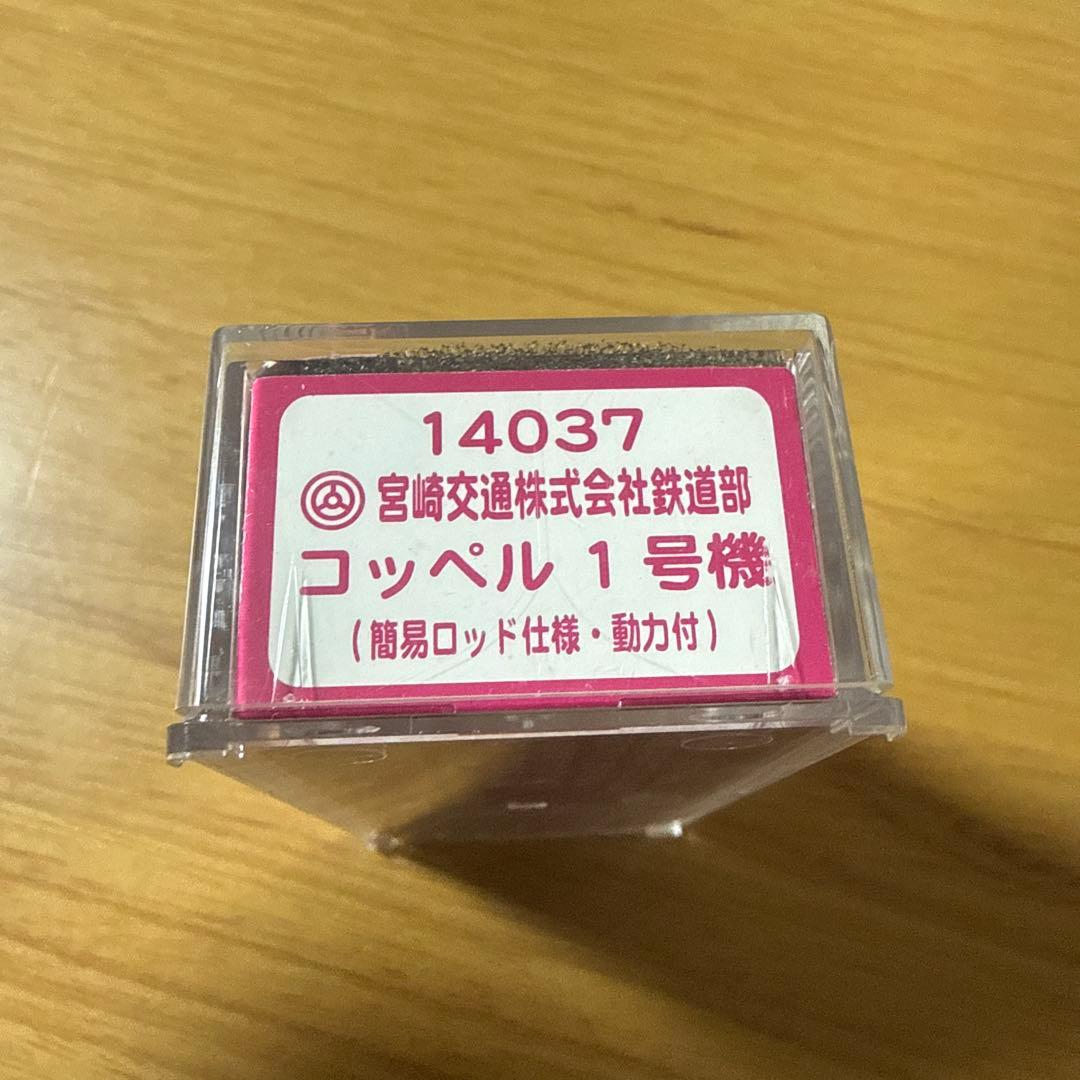 14037
宮崎交通株式会社鉄道部
コッペル 1 号機
(簡易ロッド仕様・動力付)